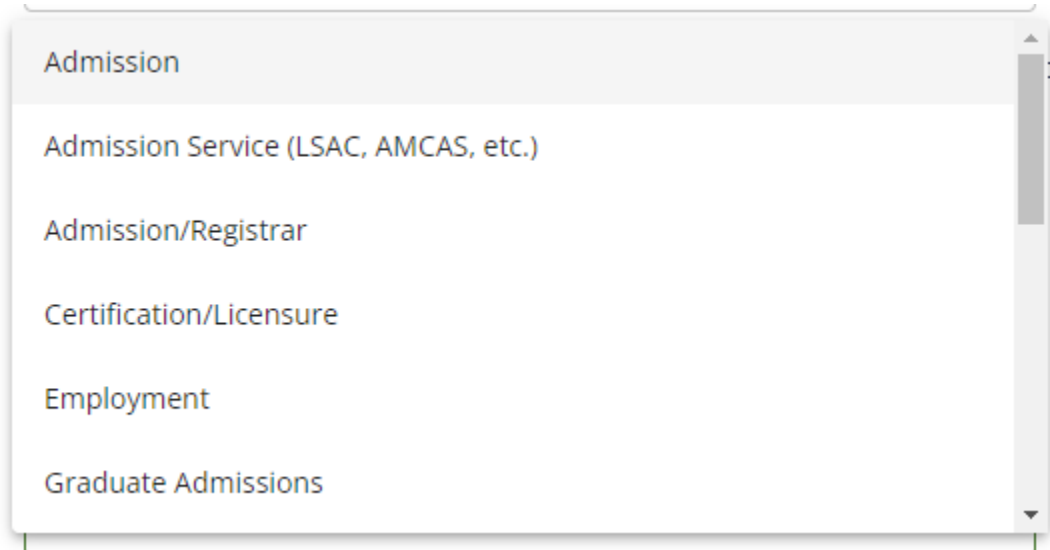 Admission
Admission Service (LSAC, AMCAS, etc.)
Admission/Registrar
Certification/Licensure
Employment
Graduate Admissions